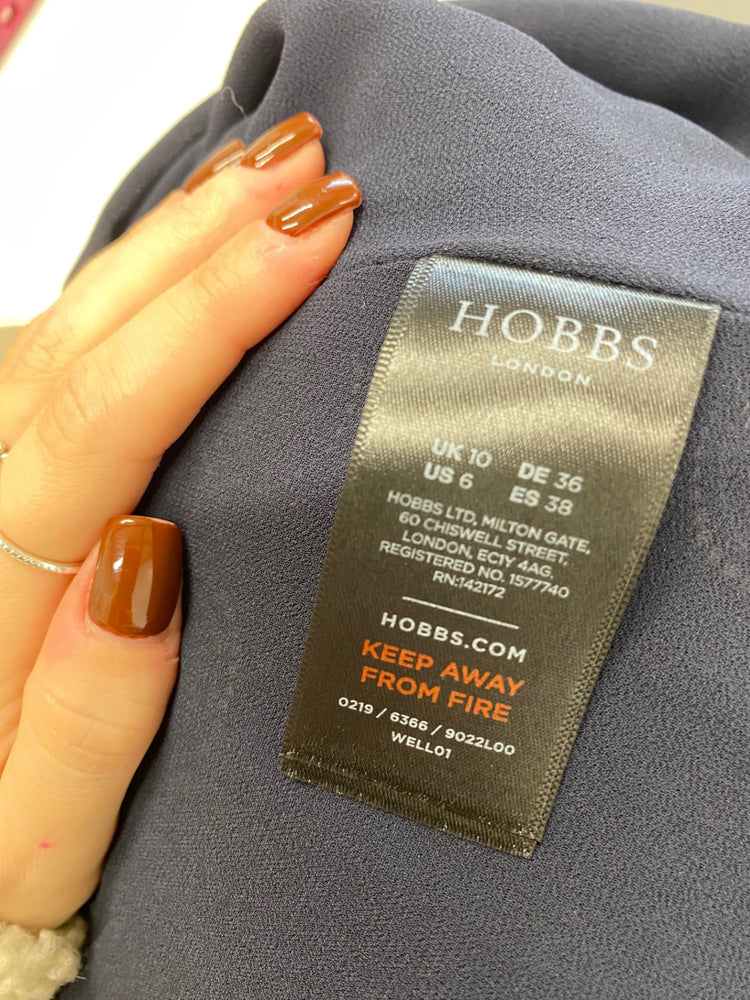 HOBBS
LONDON
UK 10 DE 36
US 6 ES 38
HOBBS LTD, MILTON GATE,
60 CHISWELL STREET,
LONDON, EC1Y 4AG.
REGISTERED NO. 1577740
RN:142172
HOBBS.COM
KEEP AWAY
FROM FIRE
0219 / 6366 / 9022L00
WELL01